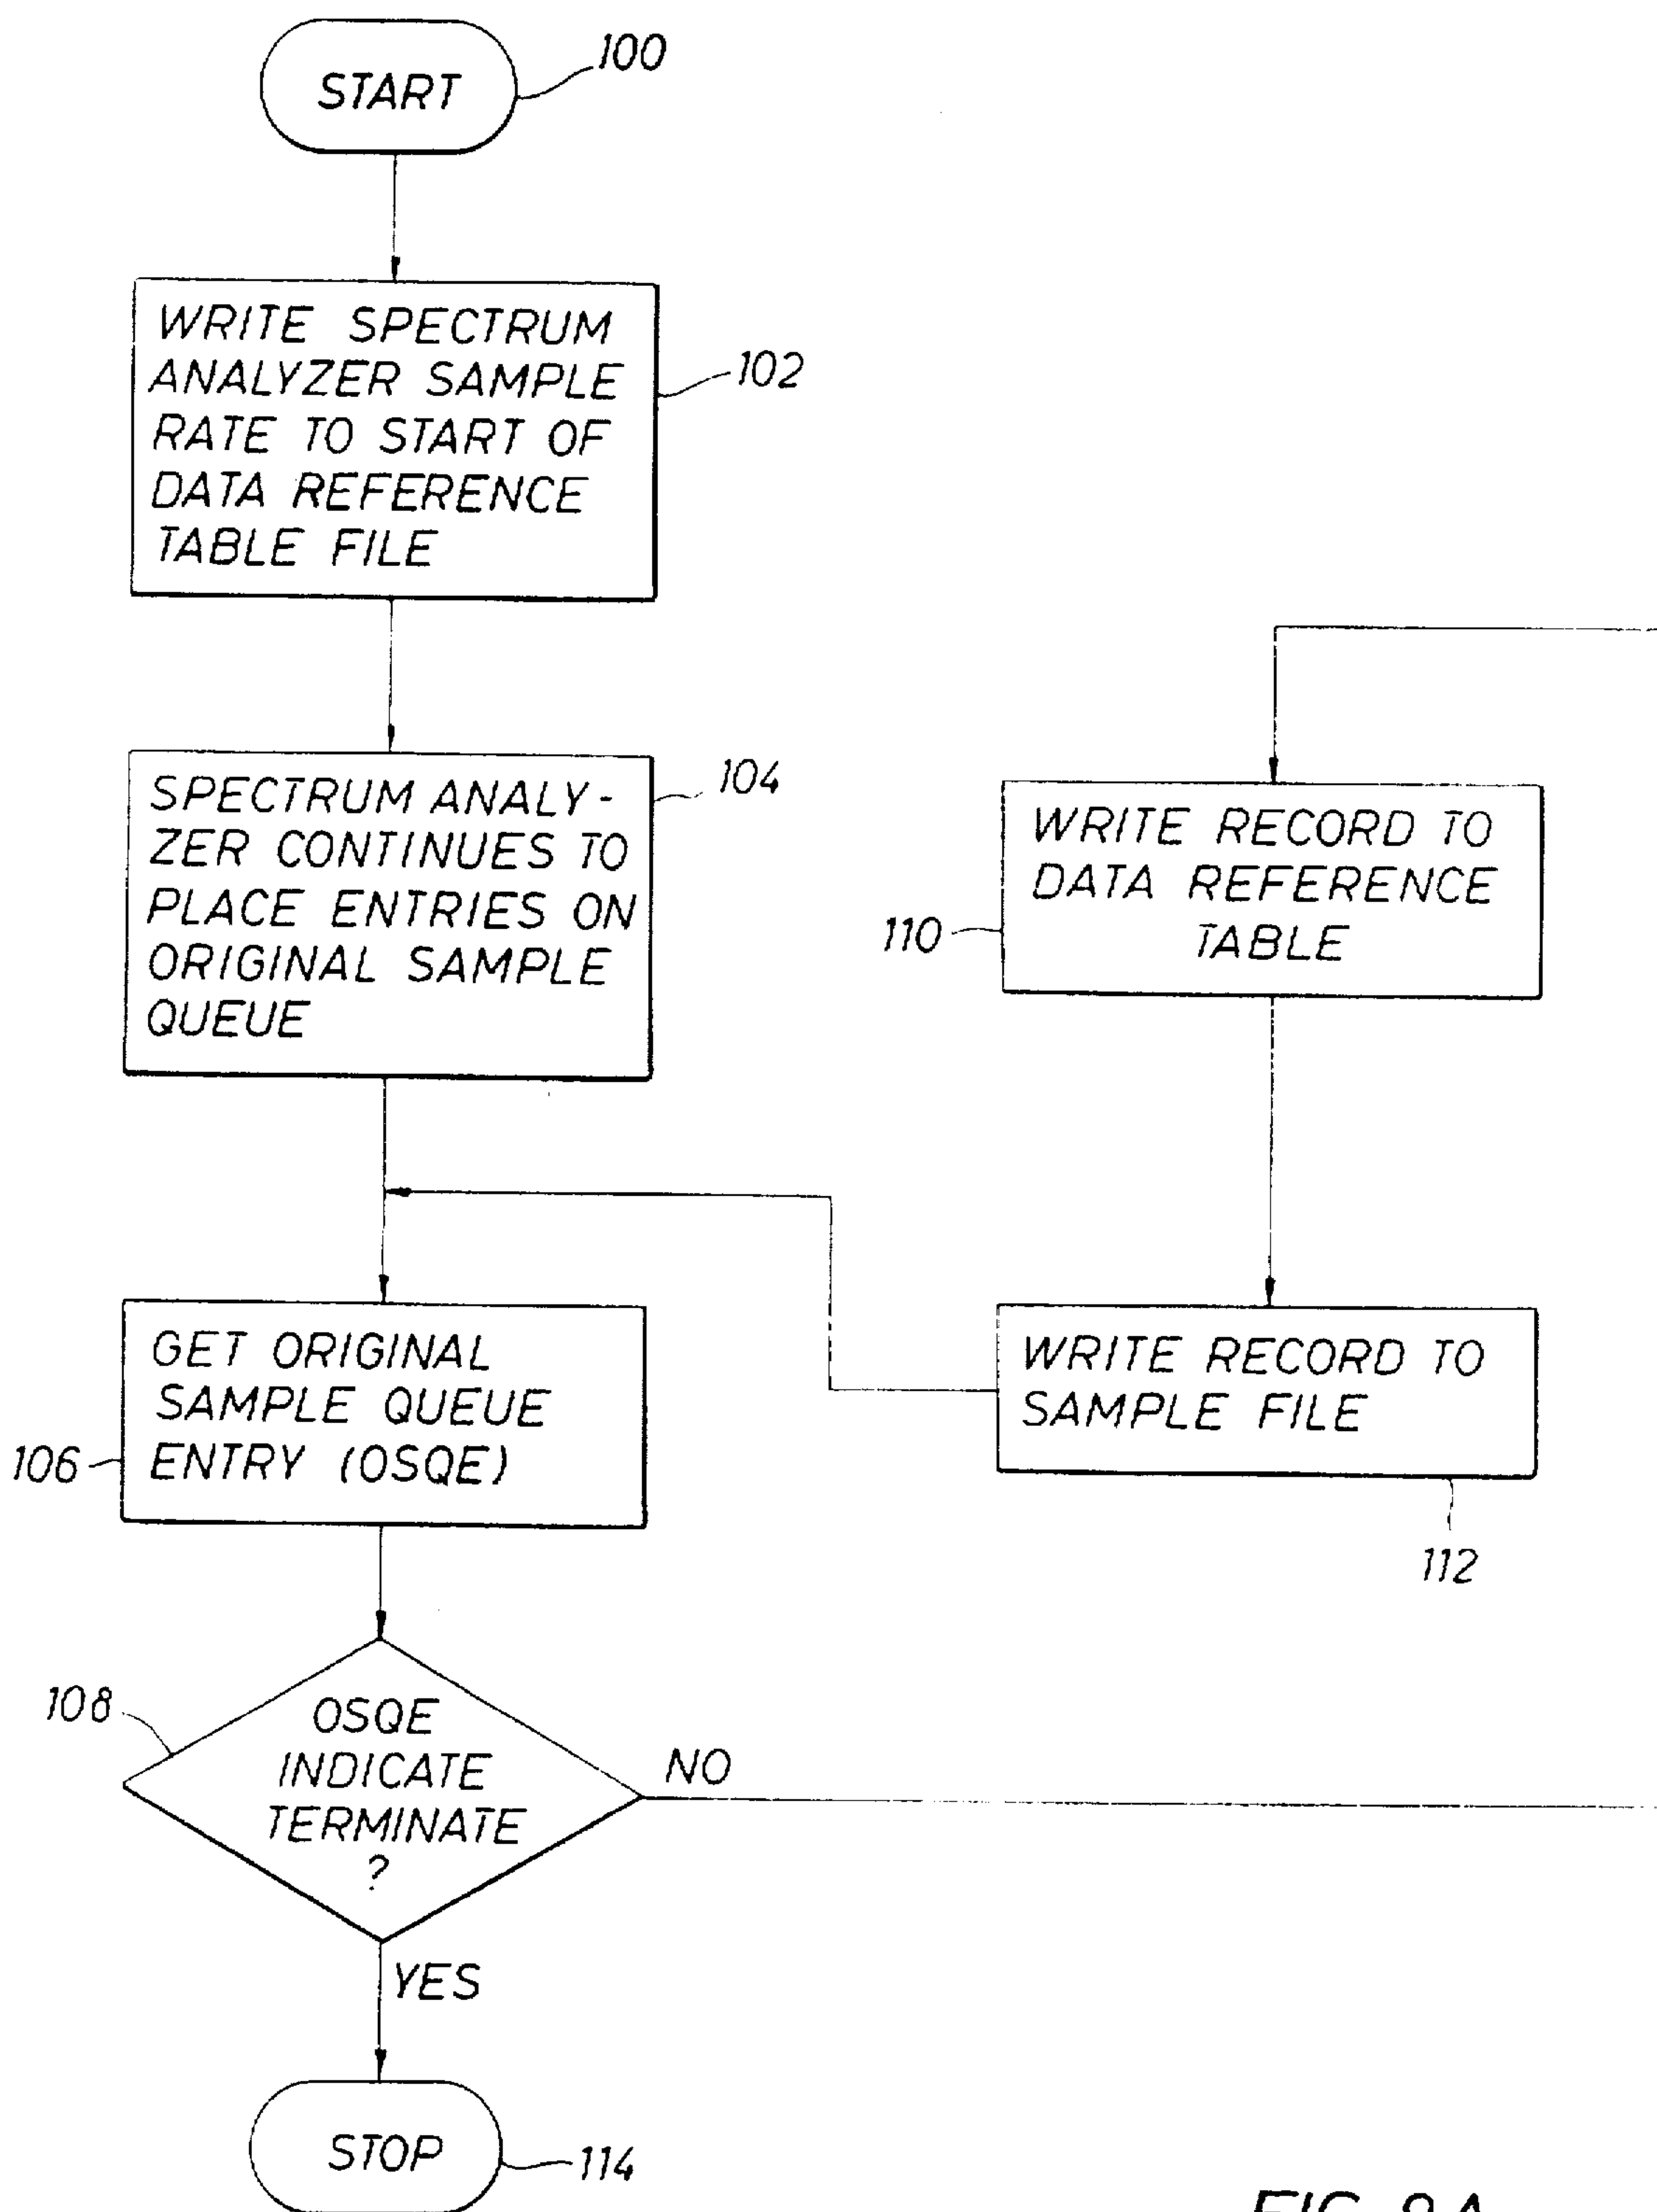 START
100
WRITE SPECTRUM
ANALYZER SAMPLE
RATE TO START OF
DATA REFERENCE
TABLE FILE
102
SPECTRUM ANALY-
ZER CONTINUES TO
PLACE ENTRIES ON
ORIGINAL SAMPLE
QUEUE
104
WRITE RECORD TO
DATA REFERENCE
TABLE
110
GET ORIGINAL
SAMPLE QUEUE
ENTRY (OSQE)
106
WRITE RECORD TO
SAMPLE FILE
112
108
OSQE
INDICATE
TERMINATE
?
NO
YES
STOP
114